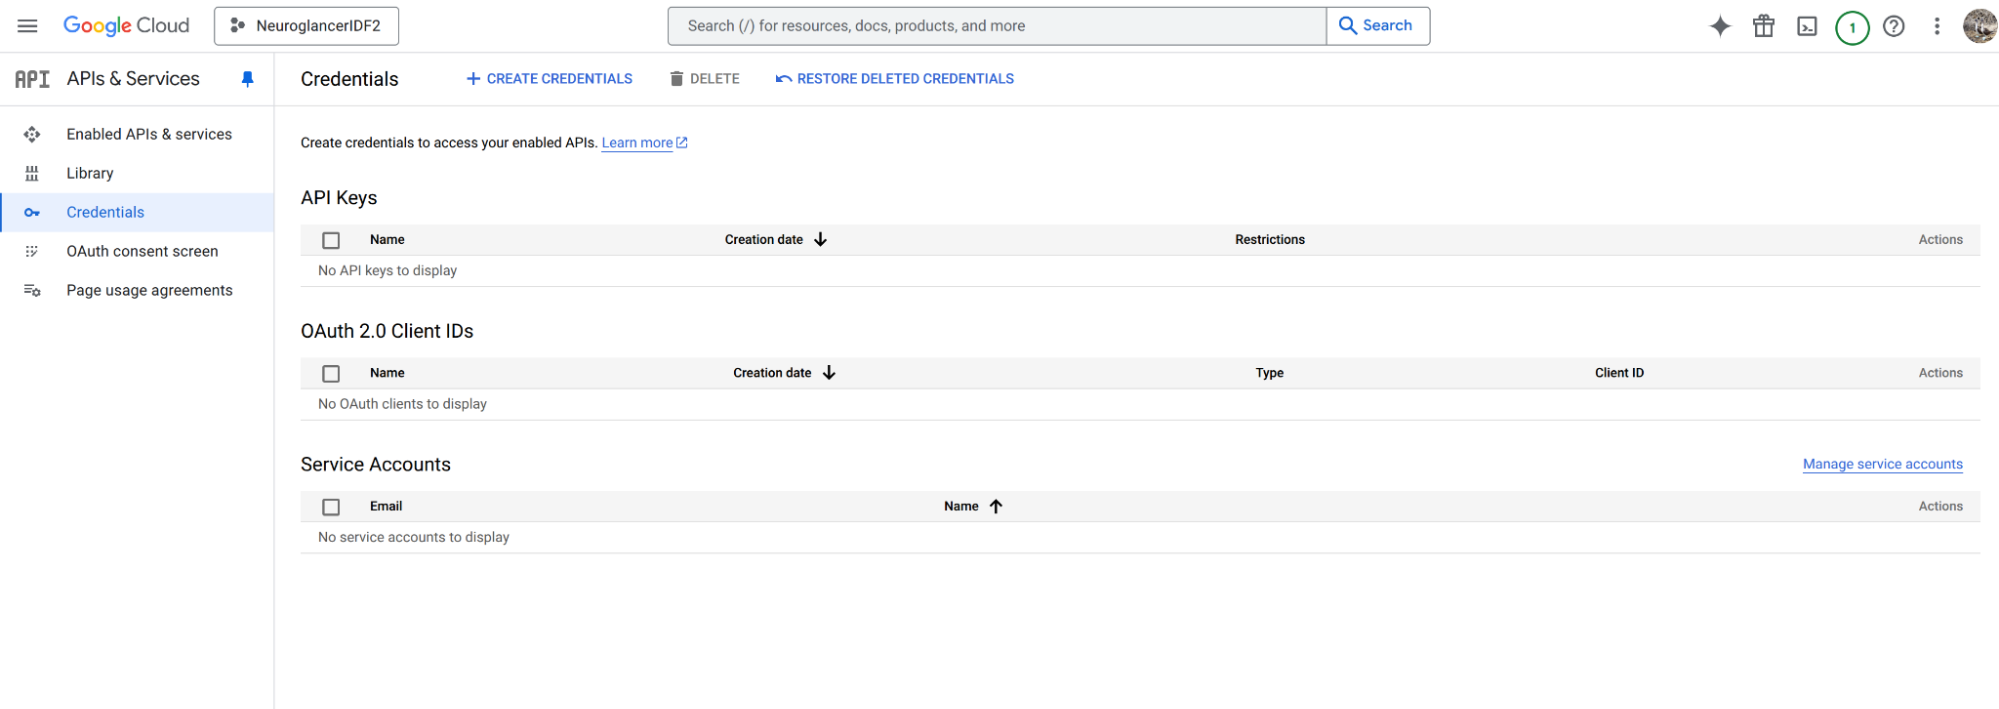 Google Cloud NeuroglancerIDF2 Search (/) for resources, docs, products, and more Search 1
API APIs & Services Credentials CREATE CREDENTIALS DELETE RESTORE DELETED CREDENTIALS
Enabled APIs & services
Library
Credentials
OAuth consent screen
Page usage agreements
Create credentials to access your enabled APIs. Learn more
API Keys
Name Creation date Restrictions Actions
No API keys to display
OAuth 2.0 Client IDs
Name Creation date Type Client ID Actions
No OAuth clients to display
Service Accounts Manage service accounts
Email Name Actions
No service accounts to display